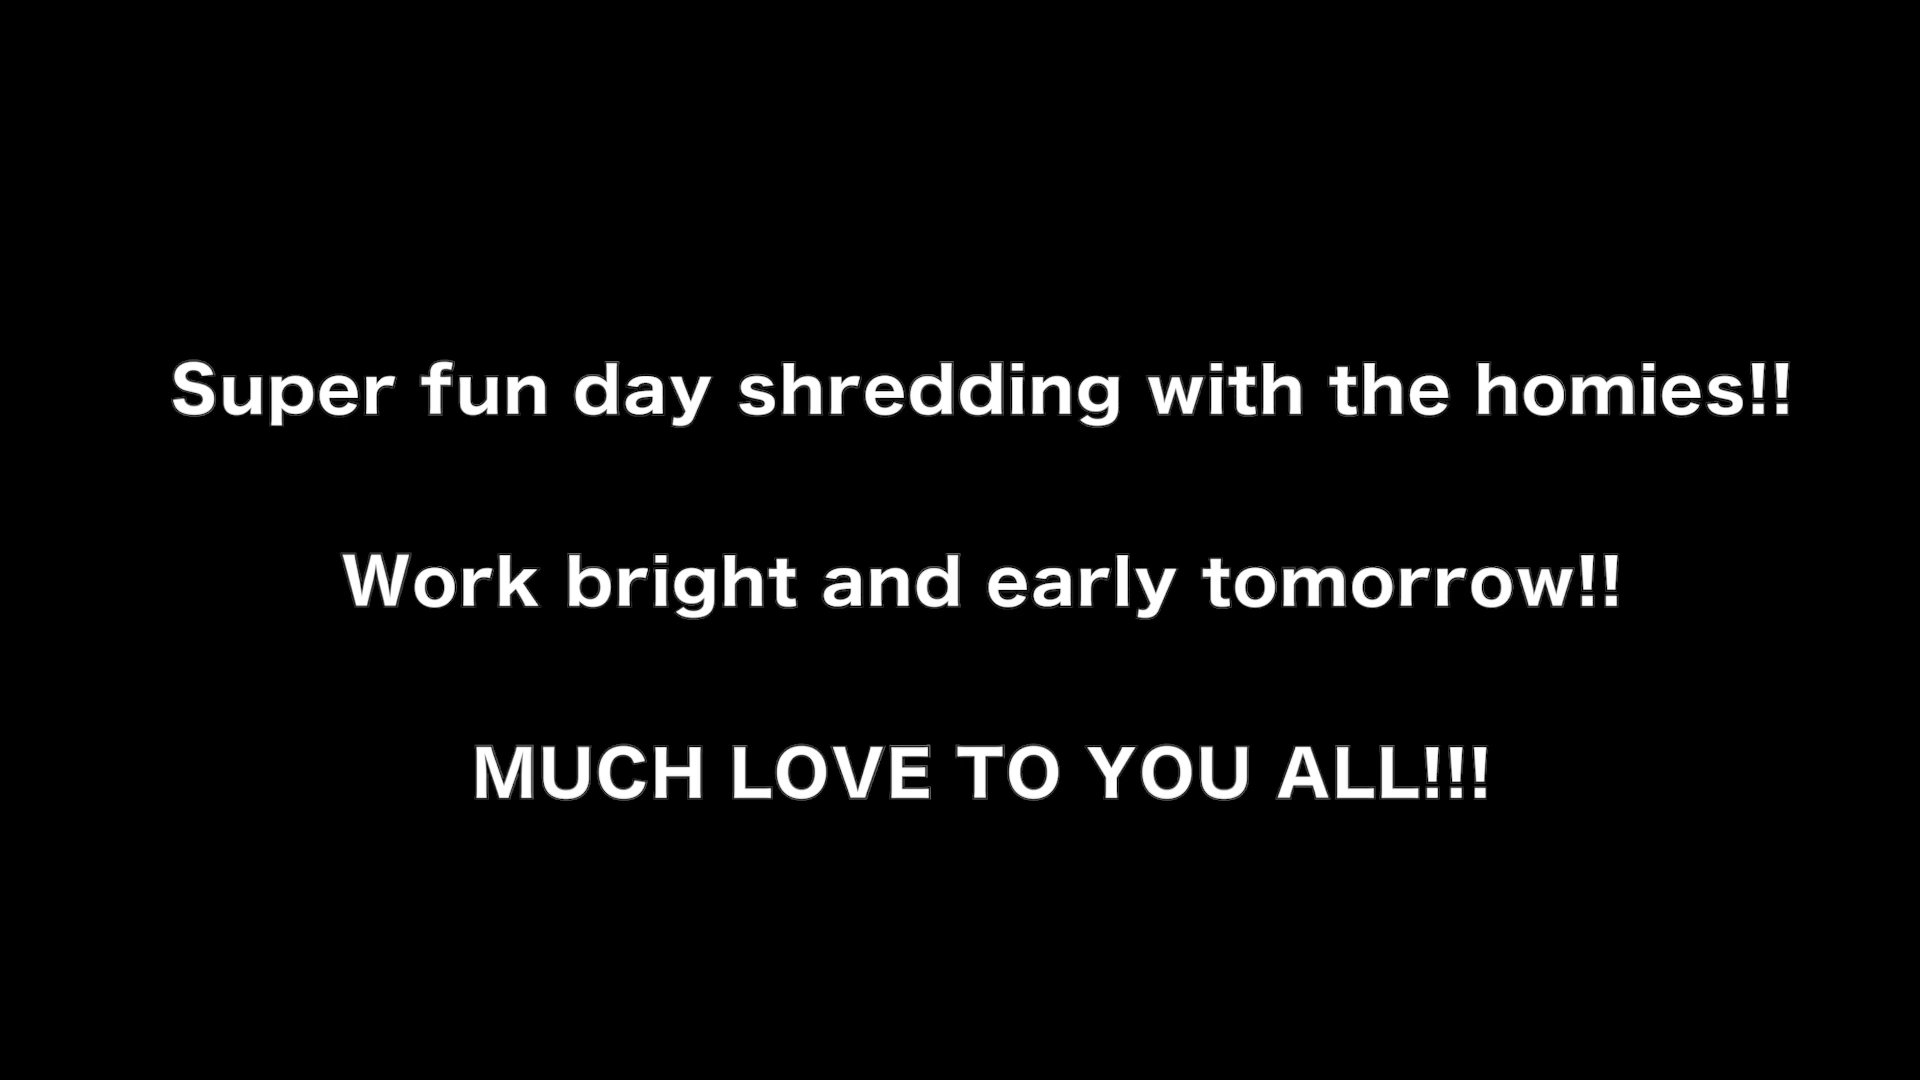 Super fun day shredding with the homies!!
Work bright and early tomorrow!!
MUCH LOVE TO YOU ALL!!!